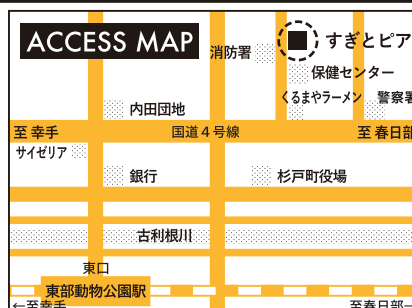 ACCESS MAP
消防署
すぎとピア
保健センター
くるまやラーメン
警察署
内田団地
至 幸手
国道４号線
至 春日部
サイゼリア
銀行
杉戸町役場
古利根川
東口
東部動物公園駅
←至幸手
至春日部